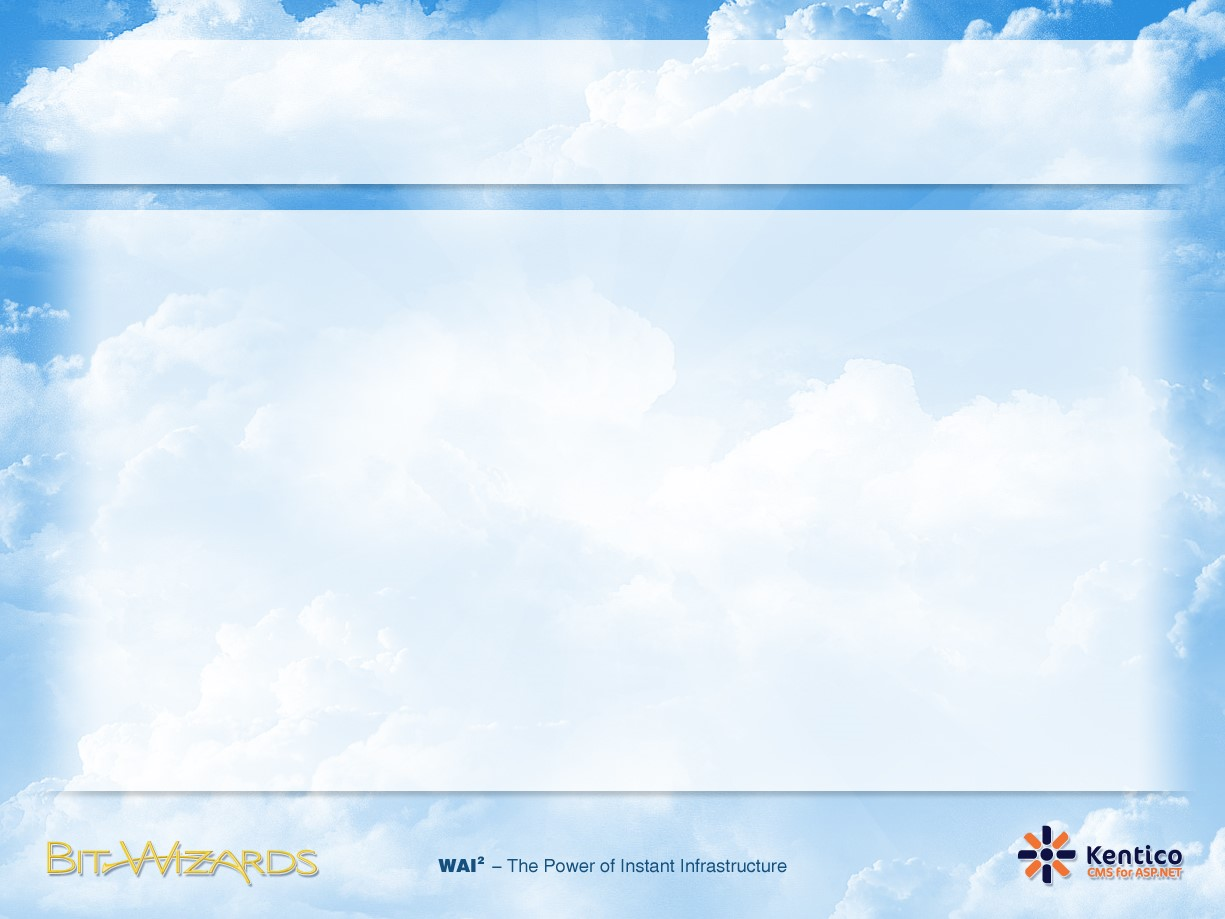 BIT-WIZARDS
WAI² – The Power of Instant Infrastructure
Kentico
CMS for ASP.NET